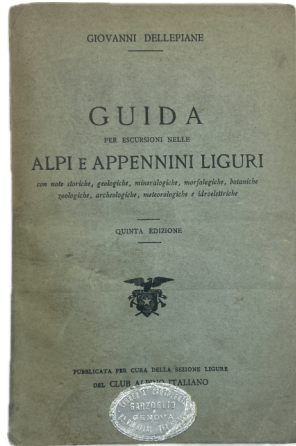 GIOVANNI DELLEPIANE
GUIDA
PER ESCURSIONI NELLE
ALPI E APPENNINI LIGURI
con note storiche, geologiche, mineralogiche, morfologiche, botaniche
zoologiche, archeologiche, meteorologiche e idroelettriche
QUINTA EDIZIONE
PUBBLICATA PER CURA DELLA SEZIONE LIGURE
DEL CLUB ALPINO ITALIANO
GENOVA